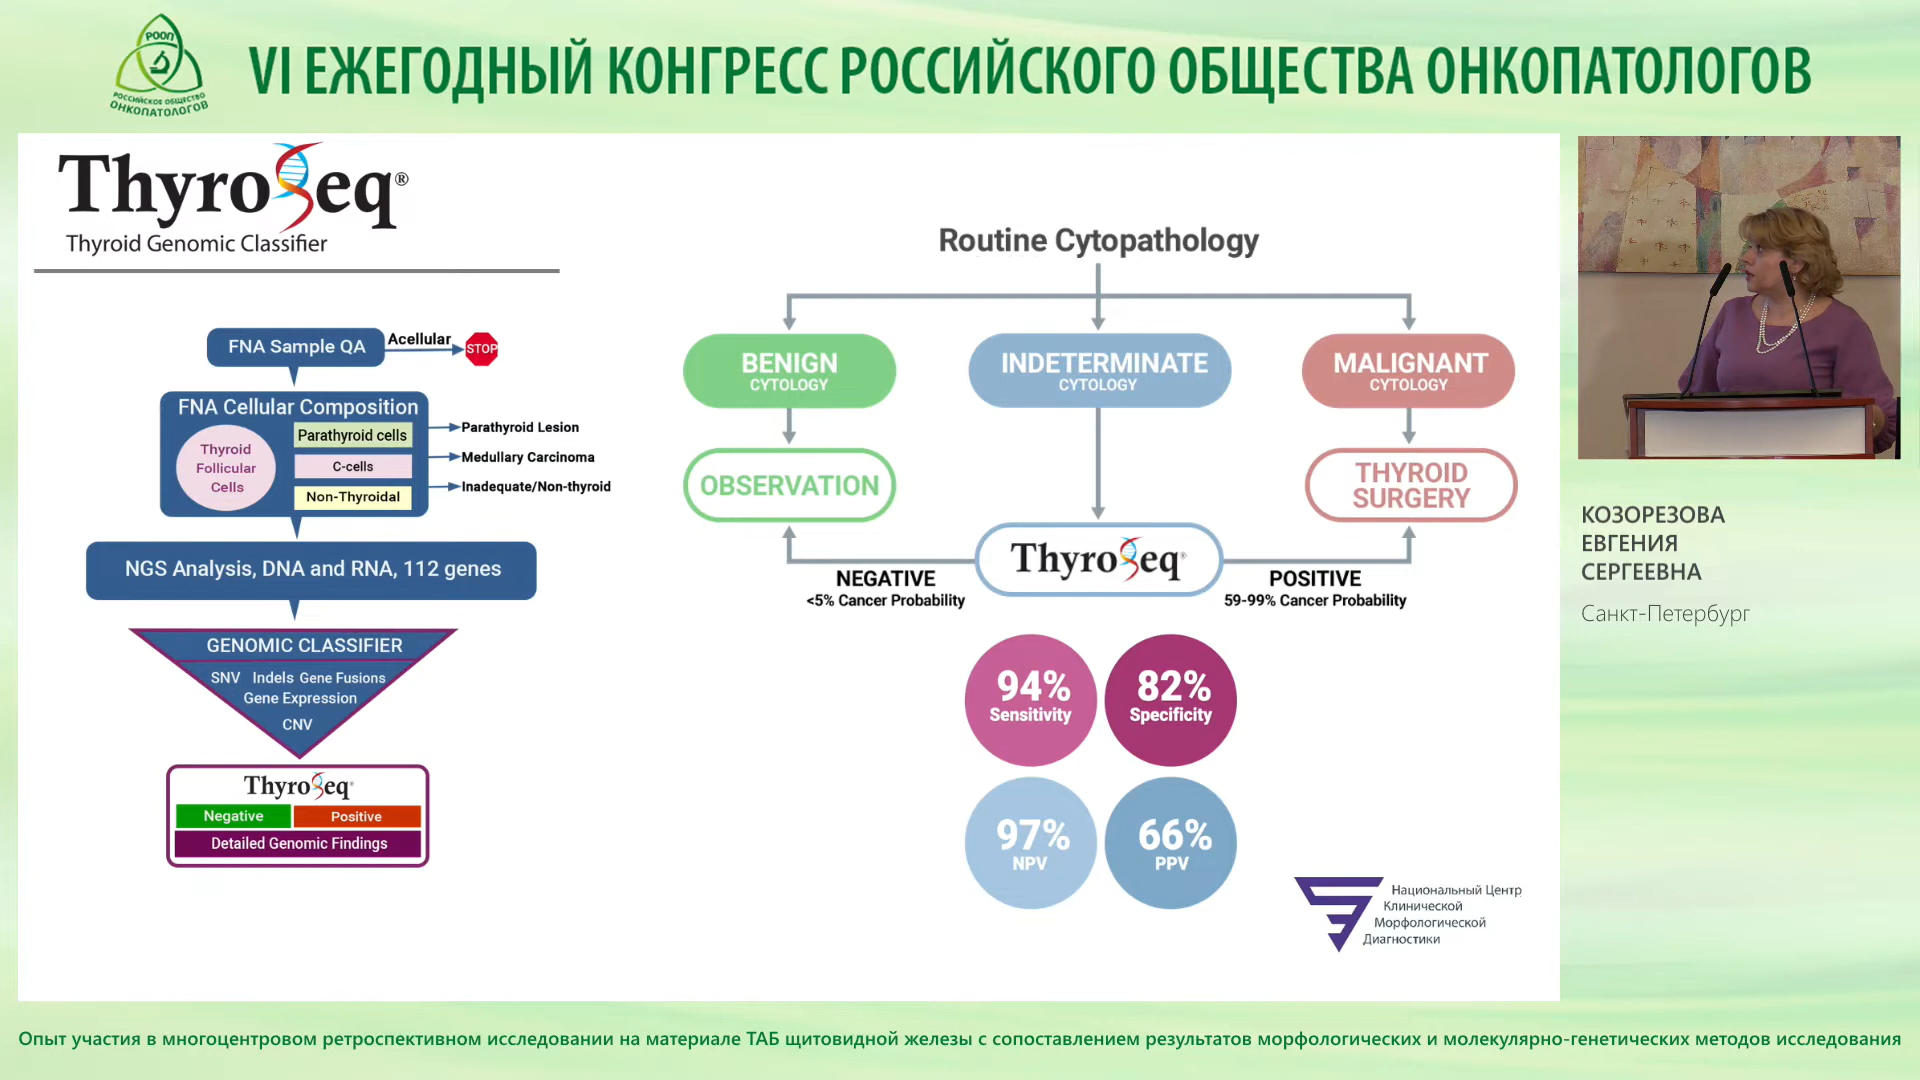 РООП
РОССИЙСКОЕ ОБЩЕСТВО
ОНКОПАТОЛОГОВ
VI ЕЖЕГОДНЫЙ КОНГРЕСС РОССИЙСКОГО ОБЩЕСТВА ОНКОПАТОЛОГОВ
ThyroSeq®
Thyroid Genomic Classifier
FNA Sample QA
Acellular
STOP
FNA Cellular Composition
Thyroid
Follicular
Cells
Parathyroid cells
C-cells
Non-Thyroidal
Parathyroid Lesion
Medullary Carcinoma
Inadequate/Non-thyroid
NGS Analysis, DNA and RNA, 112 genes
GENOMIC CLASSIFIER
SNV Indels Gene Fusions
Gene Expression
CNV
ThyroSeq®
Negative
Positive
Detailed Genomic Findings
Routine Cytopathology
BENIGN
CYTOLOGY
INDETERMINATE
CYTOLOGY
MALIGNANT
CYTOLOGY
OBSERVATION
THYROID
SURGERY
ThyroSeq®
NEGATIVE
<5% Cancer Probability
POSITIVE
59-99% Cancer Probability
94%
Sensitivity
82%
Specificity
97%
NPV
66%
PPV
Национальный Центр
Клинической
Морфологической
Диагностики
КОЗОРЕЗОВА
ЕВГЕНИЯ
СЕРГЕЕВНА
Санкт-Петербург
Опыт участия в многоцентровом ретроспективном исследовании на материале ТАБ щитовидной железы с сопоставлением результатов морфологических и молекулярно-генетических методов исследования